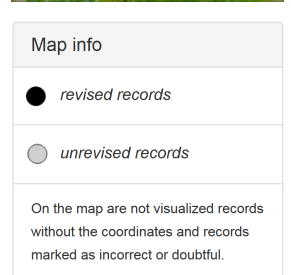 Map info
revised records
unrevised records
On the map are not visualized records
without the coordinates and records
marked as incorrect or doubtful.